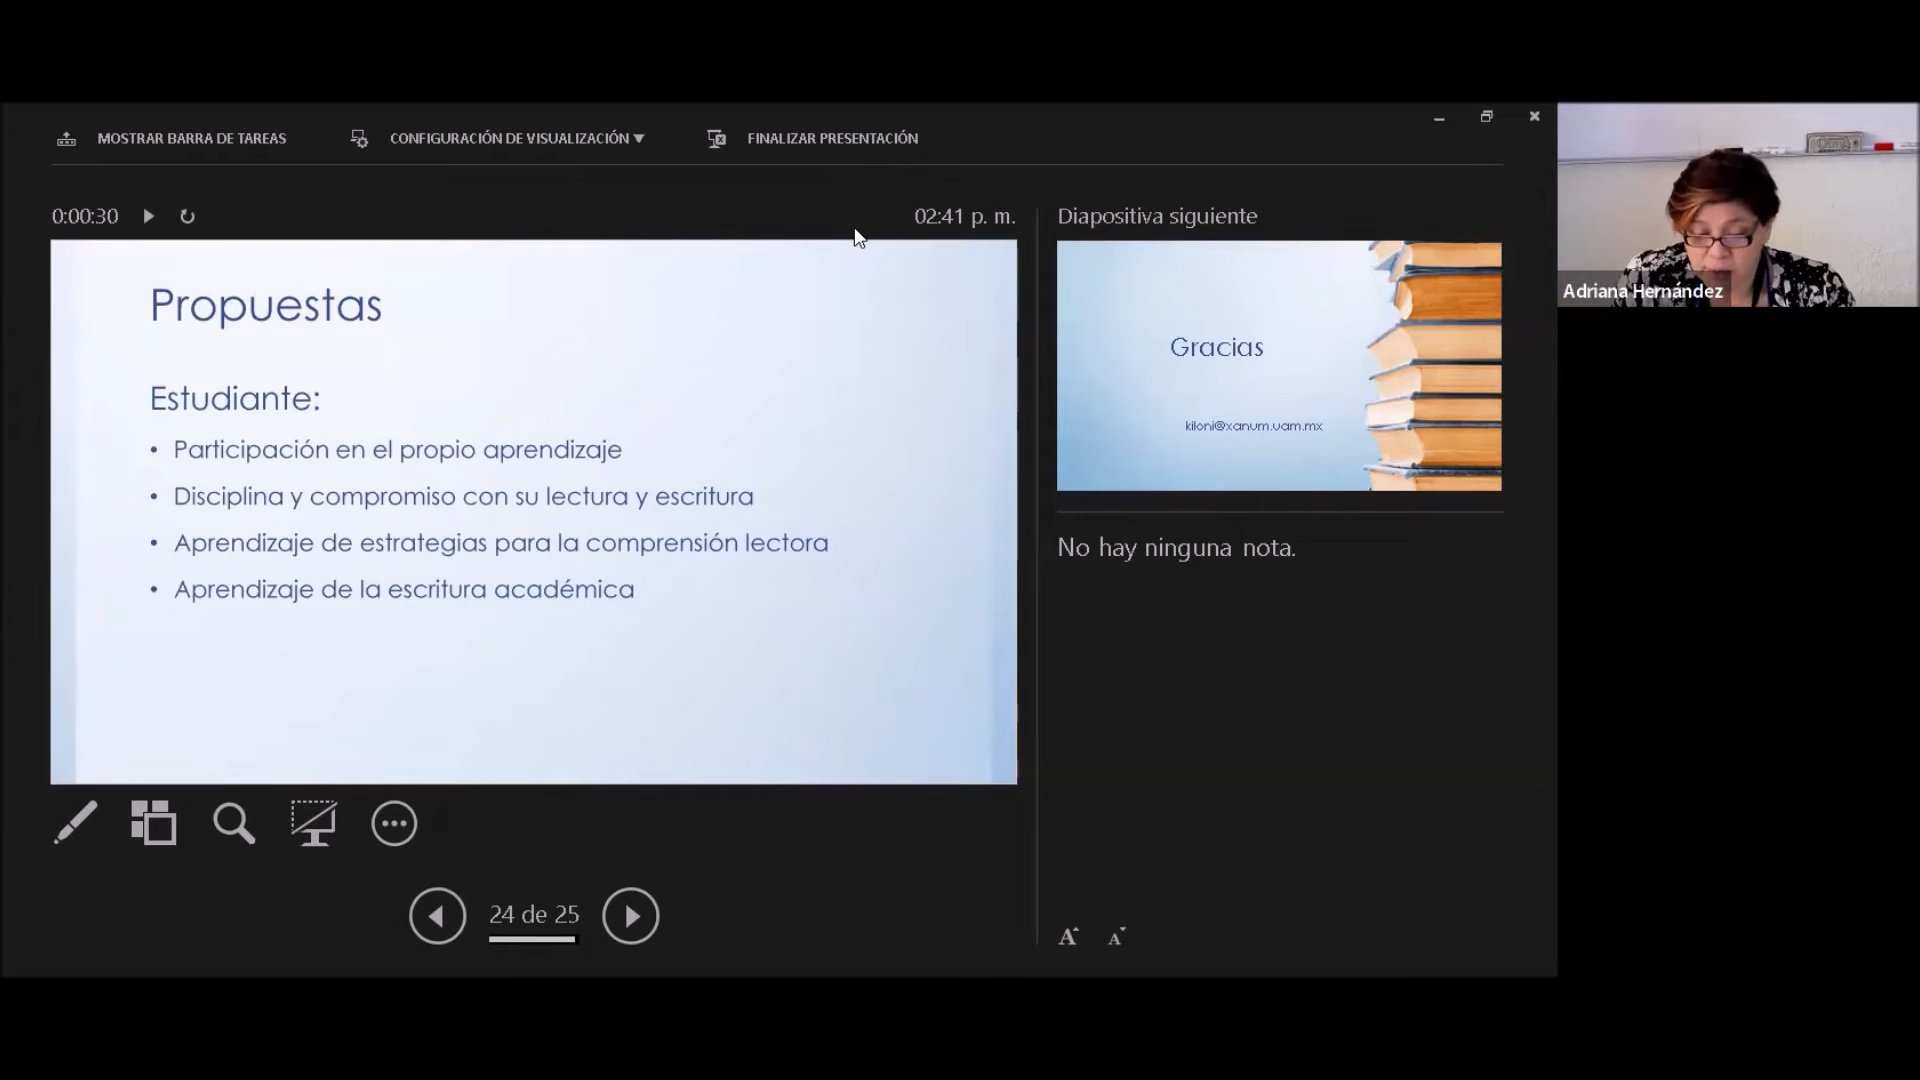 MOSTRAR BARRA DE TAREAS
CONFIGURACIÓN DE VISUALIZACIÓN
FINALIZAR PRESENTACIÓN
0:00:30
02:41 p. m.
Propuestas
Estudiante:
• Participación en el propio aprendizaje
• Disciplina y compromiso con su lectura y escritura
• Aprendizaje de estrategias para la comprensión lectora
• Aprendizaje de la escritura académica
24 de 25
Diapositiva siguiente
Gracias
kiloni@xanum.uam.mx
No hay ninguna nota.
A A
Adriana Hernández